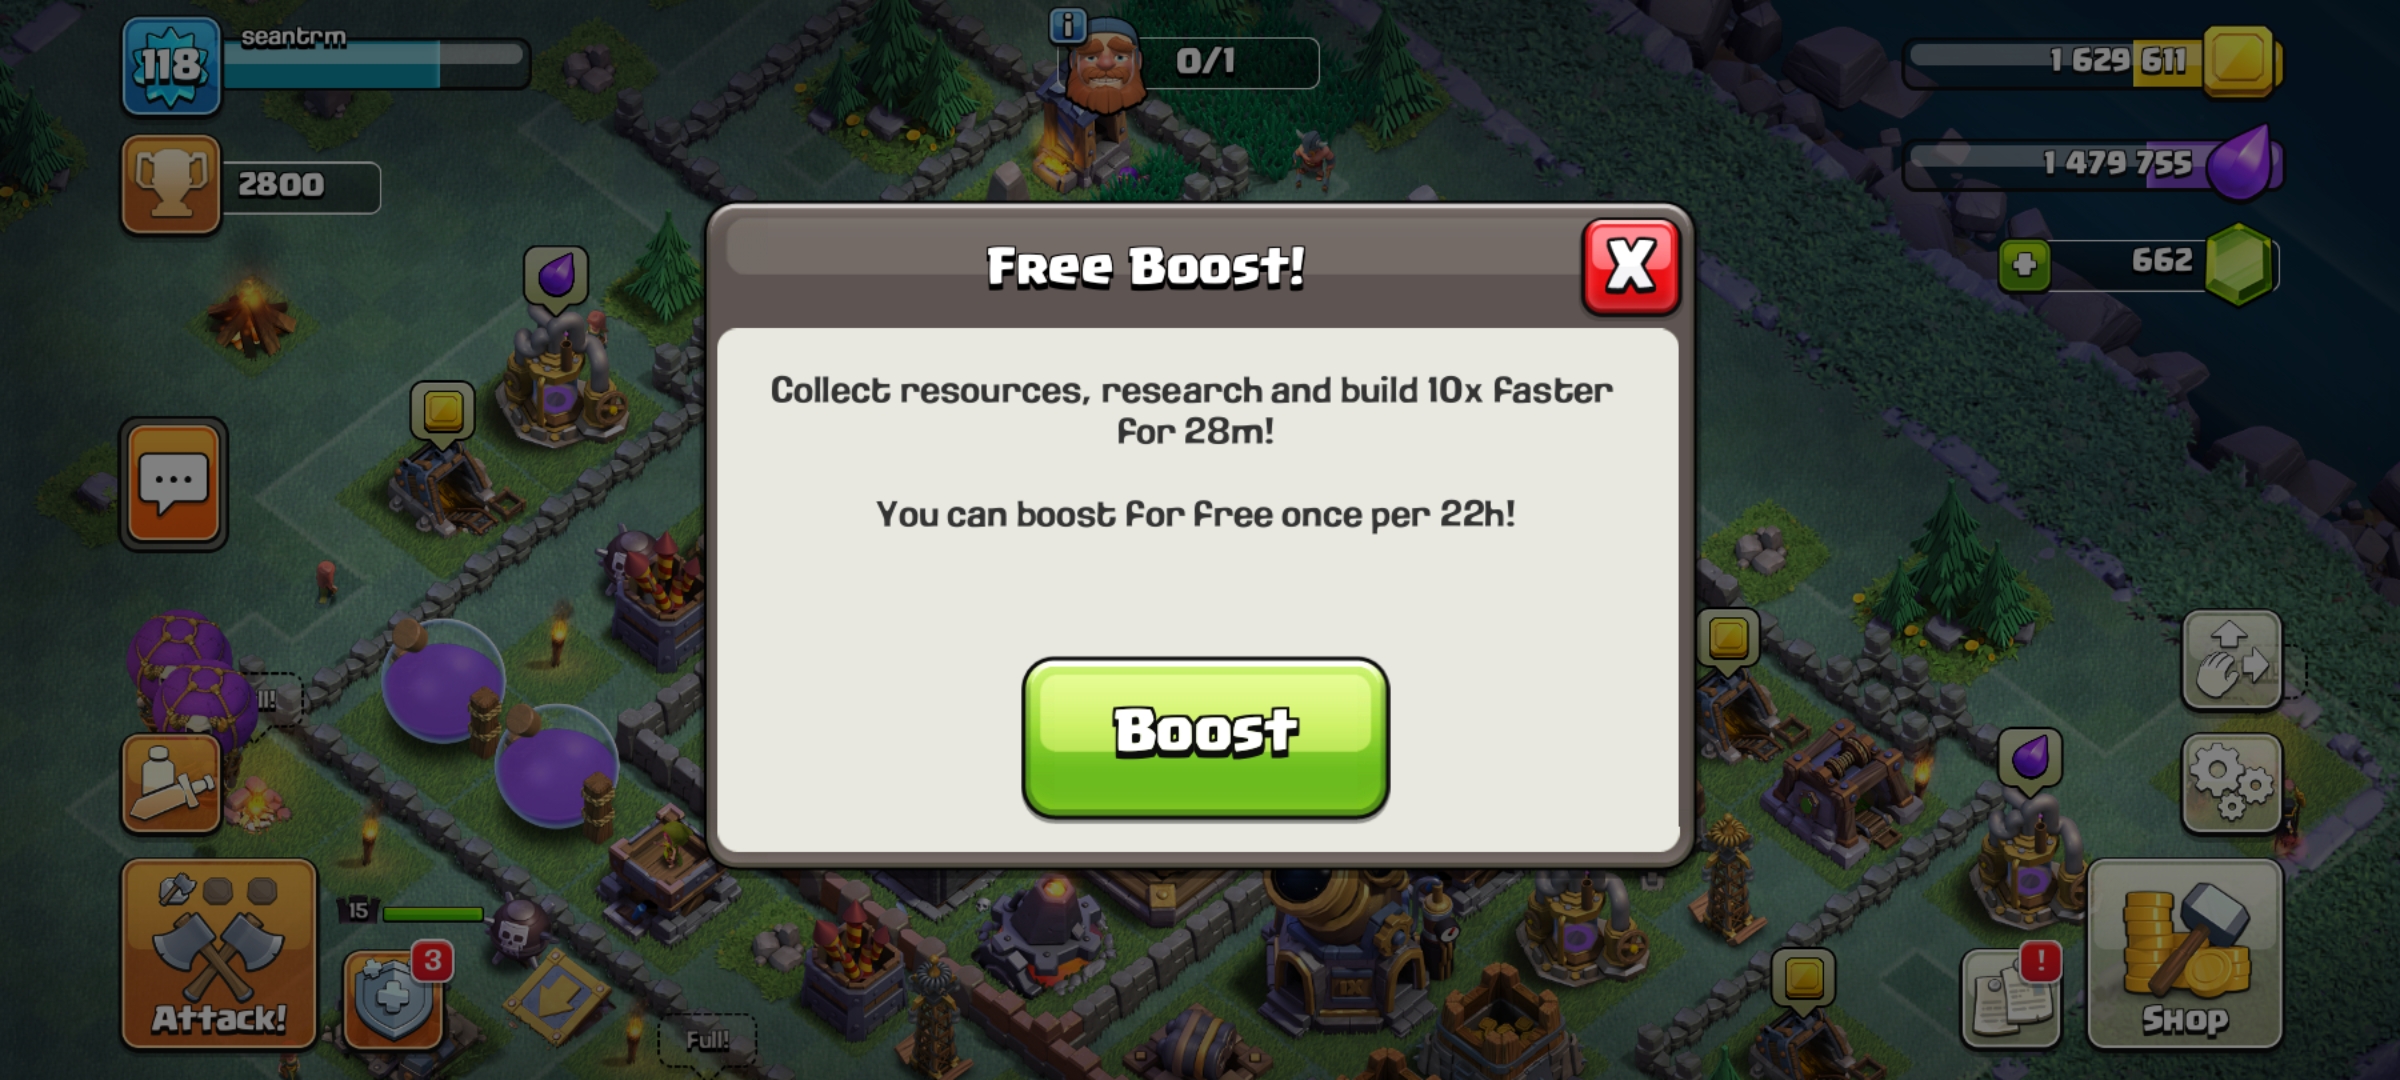 118
seantrm
0/1
1 629 611
2800
1 479 755
662
Free Boost!
X
Collect resources, research and build 10x faster
for 28m!
You can boost for free once per 22h!
Boost
15
3
Attack!
Full!
!
Shop